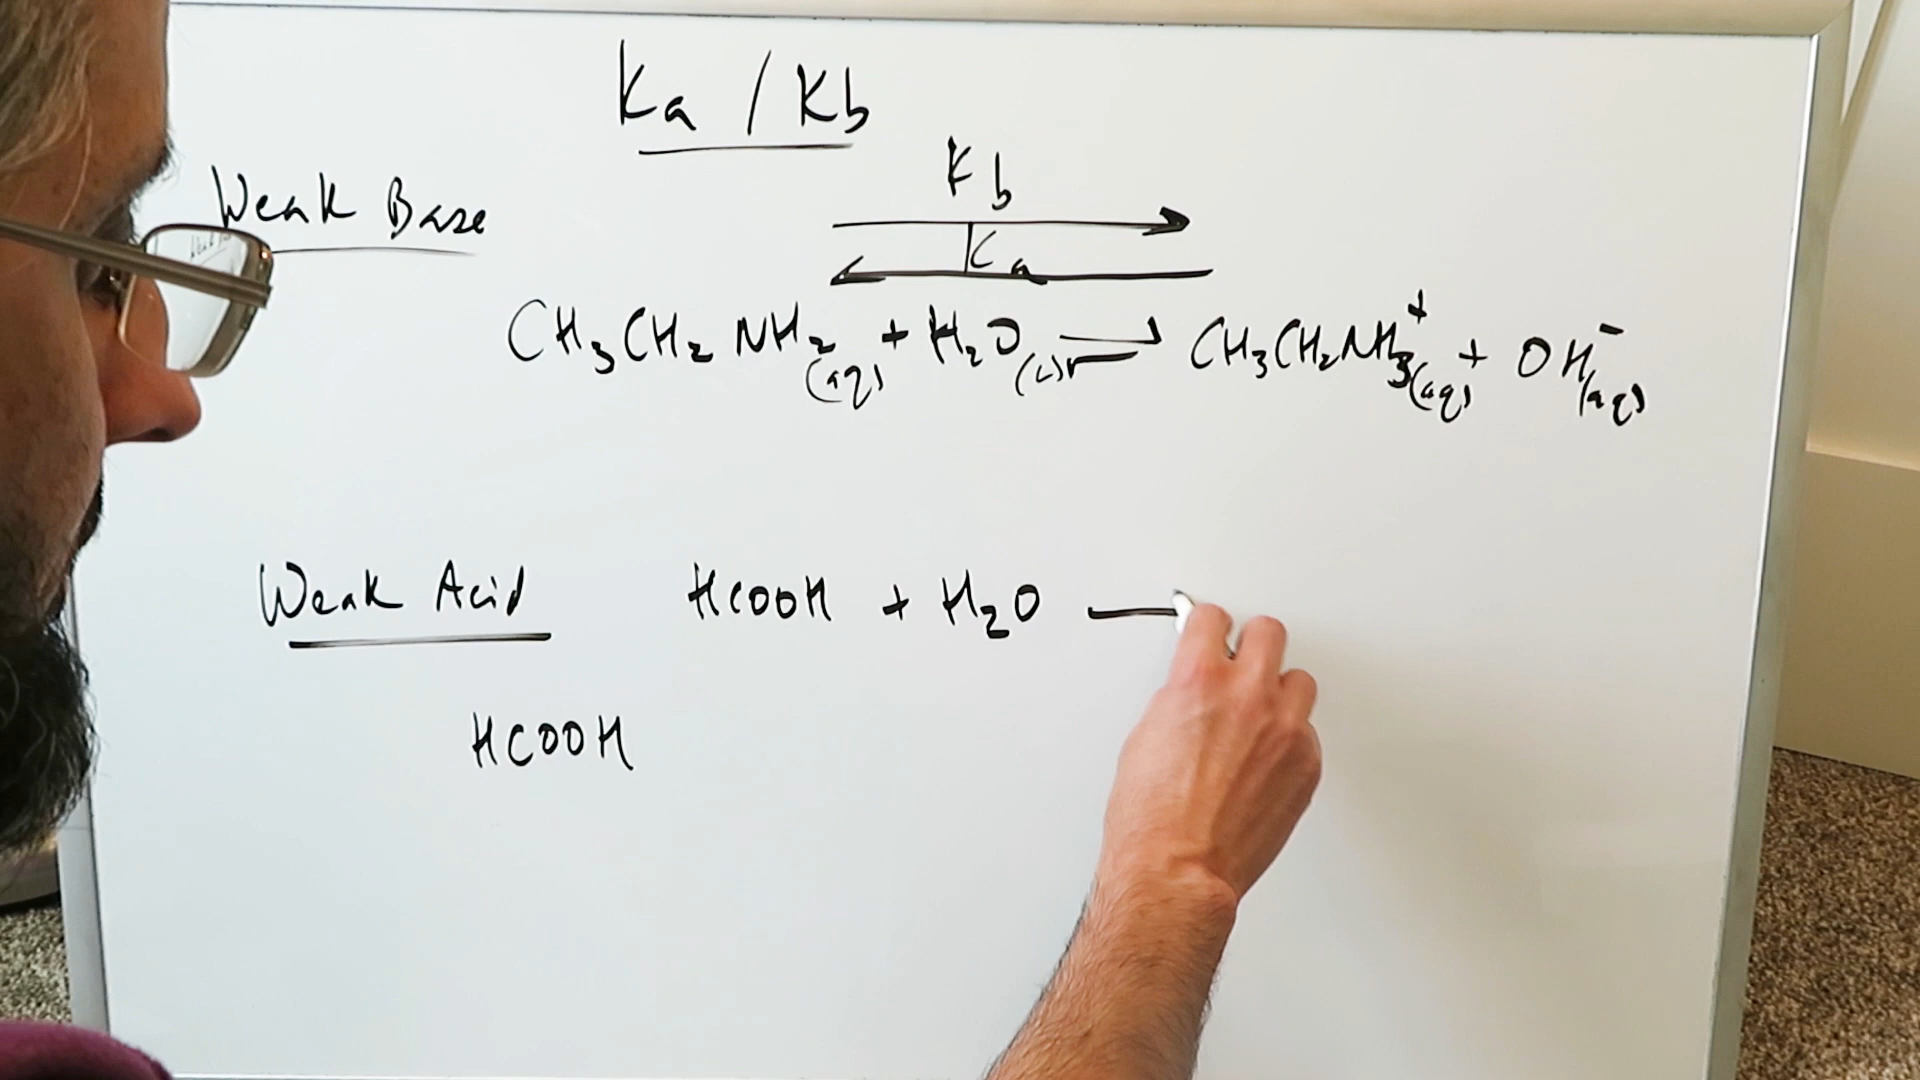 Ka / Kb
Weak Base
Kb
Ka
CH₃CH₂NH₂(aq) + H₂O(l) ⇌ CH₃CH₂NH₃⁺(aq) + OH⁻(aq)
Weak Acid HCOOH + H₂O —
HCOOH